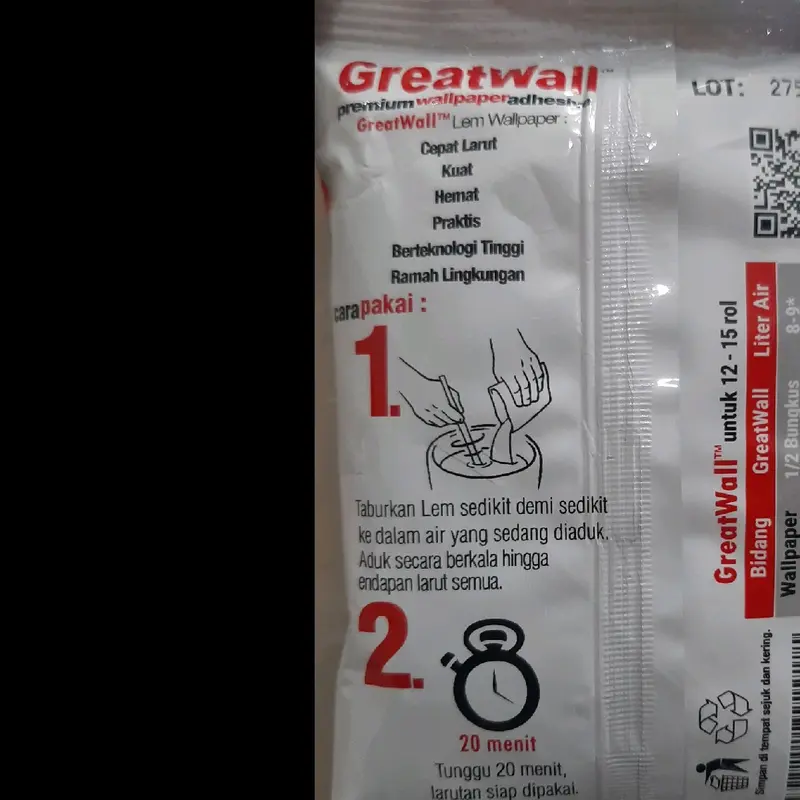 Greatwall™
premium wallpaper adhesive
GreatWall™ Lem Wallpaper :
Cepat Larut
Kuat
Hemat
Praktis
Berteknologi Tinggi
Ramah Lingkungan
cara pakai :
1.
Taburkan Lem sedikit demi sedikit
ke dalam air yang sedang diaduk.
Aduk secara berkala hingga
endapan larut semua.
2.
20 menit
Tunggu 20 menit,
larutan siap dipakai.
LOT: 275
GreatWall™ untuk 12 - 15 rol
Bidang GreatWall Liter Air
Wallpaper 1/2 Bungkus 8-9*
Simpan di tempat sejuk dan kering.